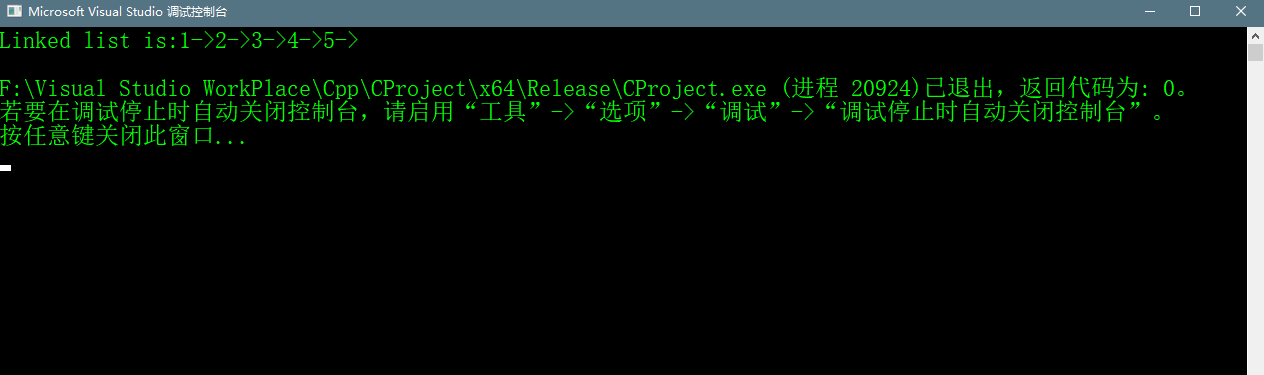 Microsoft Visual Studio 调试控制台
Linked list is:1->2->3->4->5->
F:\Visual Studio WorkPlace\Cpp\CProject\x64\Release\CProject.exe (进程 20924)已退出，返回代码为: 0。
若要在调试停止时自动关闭控制台，请启用“工具”->“选项”->“调试”->“调试停止时自动关闭控制台”。
按任意键关闭此窗口...